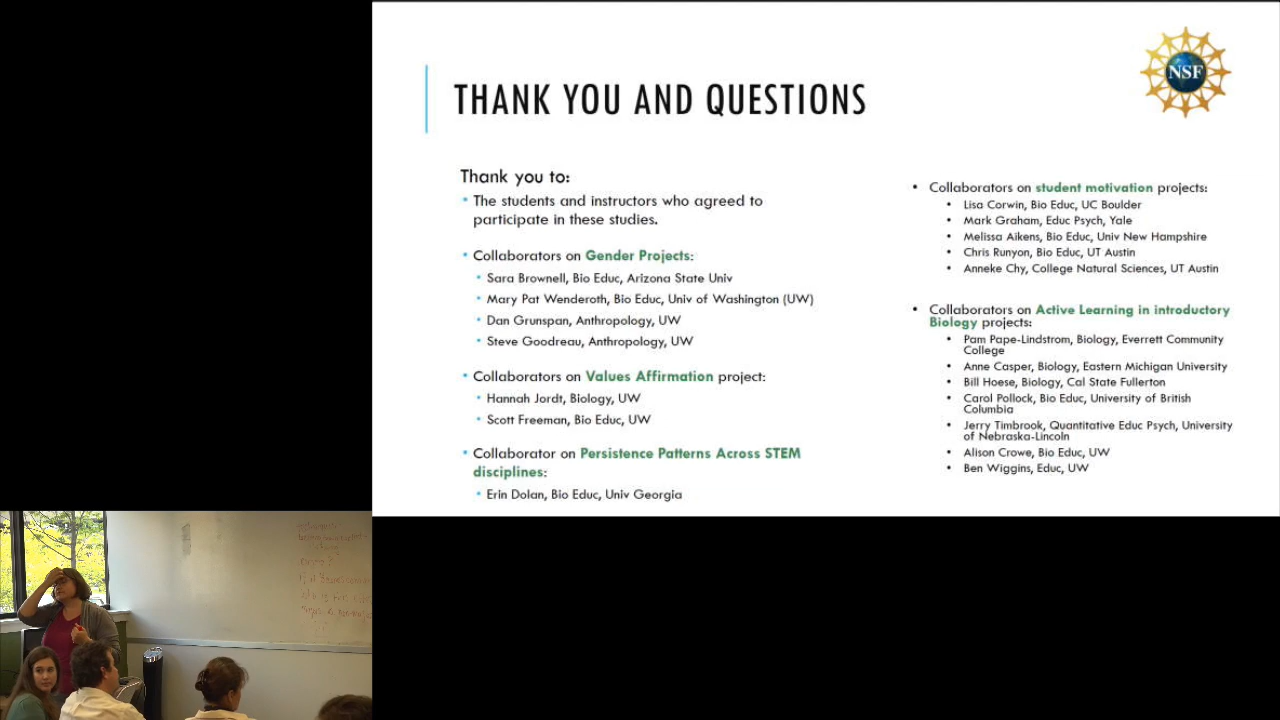 THANK YOU AND QUESTIONS
NSF
Thank you to:
• The students and instructors who agreed to
participate in these studies.
• Collaborators on Gender Projects:
• Sara Brownell, Bio Educ, Arizona State Univ
• Mary Pat Wenderoth, Bio Educ, Univ of Washington (UW)
• Dan Grunspan, Anthropology, UW
• Steve Goodreau, Anthropology, UW
• Collaborators on Values Affirmation project:
• Hannah Jordt, Biology, UW
• Scott Freeman, Bio Educ, UW
• Collaborator on Persistence Patterns Across STEM
disciplines:
• Erin Dolan, Bio Educ, Univ Georgia
• Collaborators on student motivation projects:
• Lisa Corwin, Bio Educ, UC Boulder
• Mark Graham, Educ Psych, Yale
• Melissa Aikens, Bio Educ, Univ New Hampshire
• Chris Runyon, Bio Educ, UT Austin
• Anneke Chy, College Natural Sciences, UT Austin
• Collaborators on Active Learning in introductory
Biology projects:
• Pam Pape-Lindstrom, Biology, Everrett Community
College
• Anne Casper, Biology, Eastern Michigan University
• Bill Hoese, Biology, Cal State Fullerton
• Carol Pollock, Bio Educ, University of British
Columbia
• Jerry Timbrook, Quantitative Educ Psych, University
of Nebraska-Lincoln
• Alison Crowe, Bio Educ, UW
• Ben Wiggins, Educ, UW